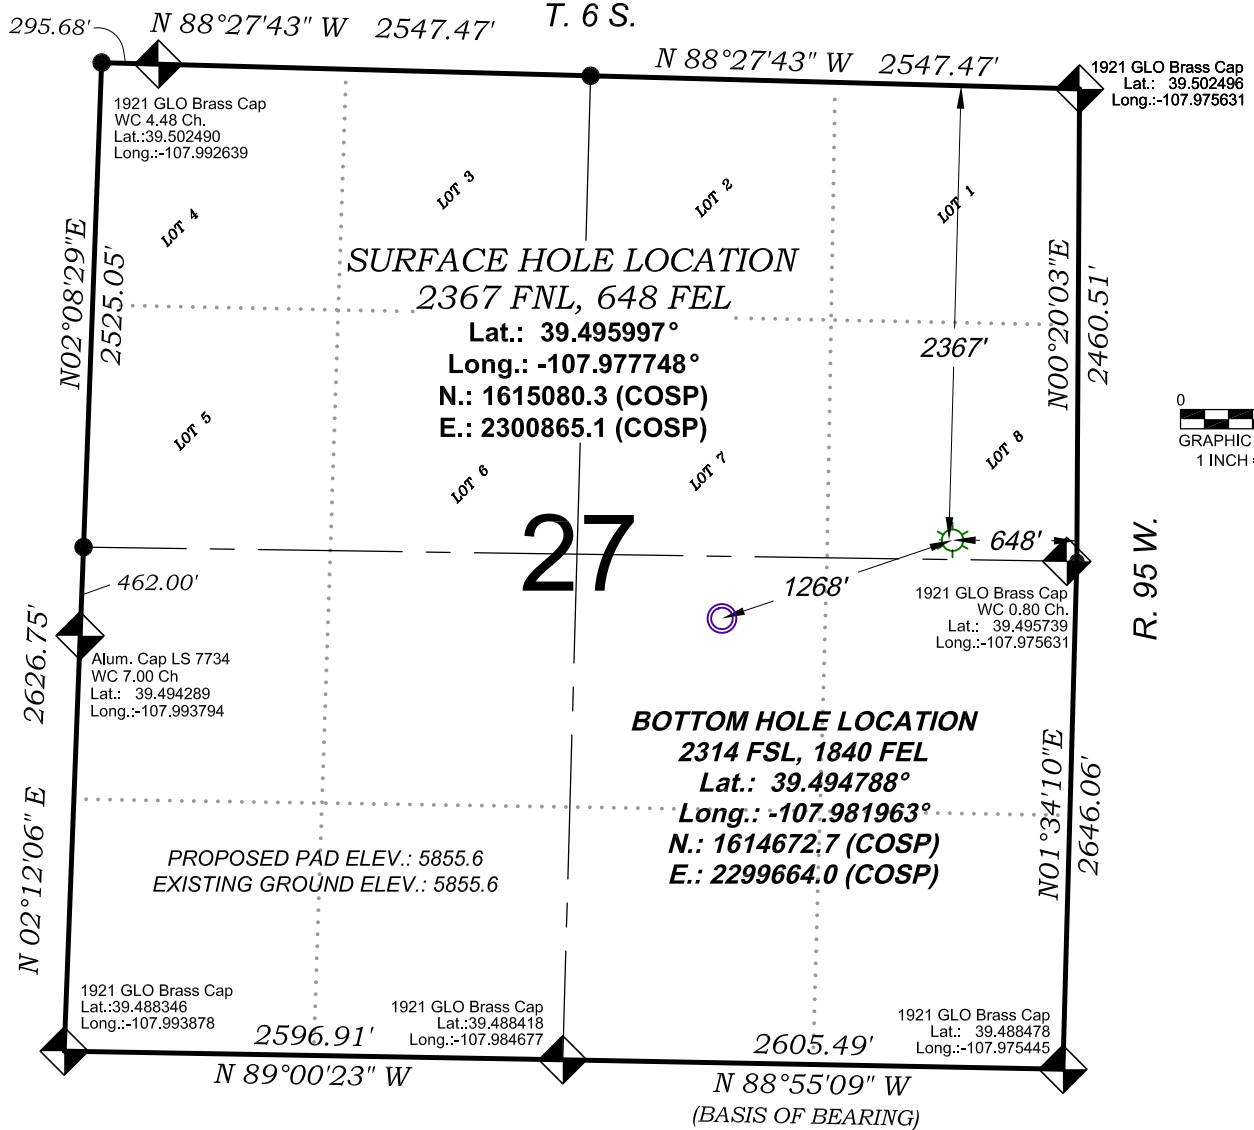 T. 6 S.
295.68'
N 88°27'43" W 2547.47'
N 88°27'43" W 2547.47'
1921 GLO Brass Cap
Lat.: 39.502496
Long.:-107.975631
1921 GLO Brass Cap
WC 4.48 Ch.
Lat.:39.502490
Long.:-107.992639
LOT 4
LOT 3
LOT 2
LOT 1
N02°08'29"E
2525.05'
SURFACE HOLE LOCATION
2367 FNL, 648 FEL
Lat.: 39.495997°
Long.: -107.977748°
N.: 1615080.3 (COSP)
E.: 2300865.1 (COSP)
2367'
N00°20'03"E
2460.51'
0
GRAPHIC
1 INCH
LOT 5
LOT 6
LOT 7
LOT 8
27
648'
1268'
R. 95 W.
462.00'
1921 GLO Brass Cap
WC 0.80 Ch.
Lat.: 39.495739
Long.:-107.975631
Alum. Cap LS 7734
WC 7.00 Ch
Lat.: 39.494289
Long.:-107.993794
N 02°12'06" E 2626.75'
BOTTOM HOLE LOCATION
2314 FSL, 1840 FEL
Lat.: 39.494788°
Long.: -107.981963°
N.: 1614672.7 (COSP)
E.: 2299664.0 (COSP)
N01°34'10"E
2646.06'
PROPOSED PAD ELEV.: 5855.6
EXISTING GROUND ELEV.: 5855.6
1921 GLO Brass Cap
Lat.:39.488346
Long.:-107.993878
1921 GLO Brass Cap
Lat.:39.488418
Long.:-107.984677
1921 GLO Brass Cap
Lat.: 39.488478
Long.:-107.975445
2596.91'
N 89°00'23" W
2605.49'
N 88°55'09" W
(BASIS OF BEARING)